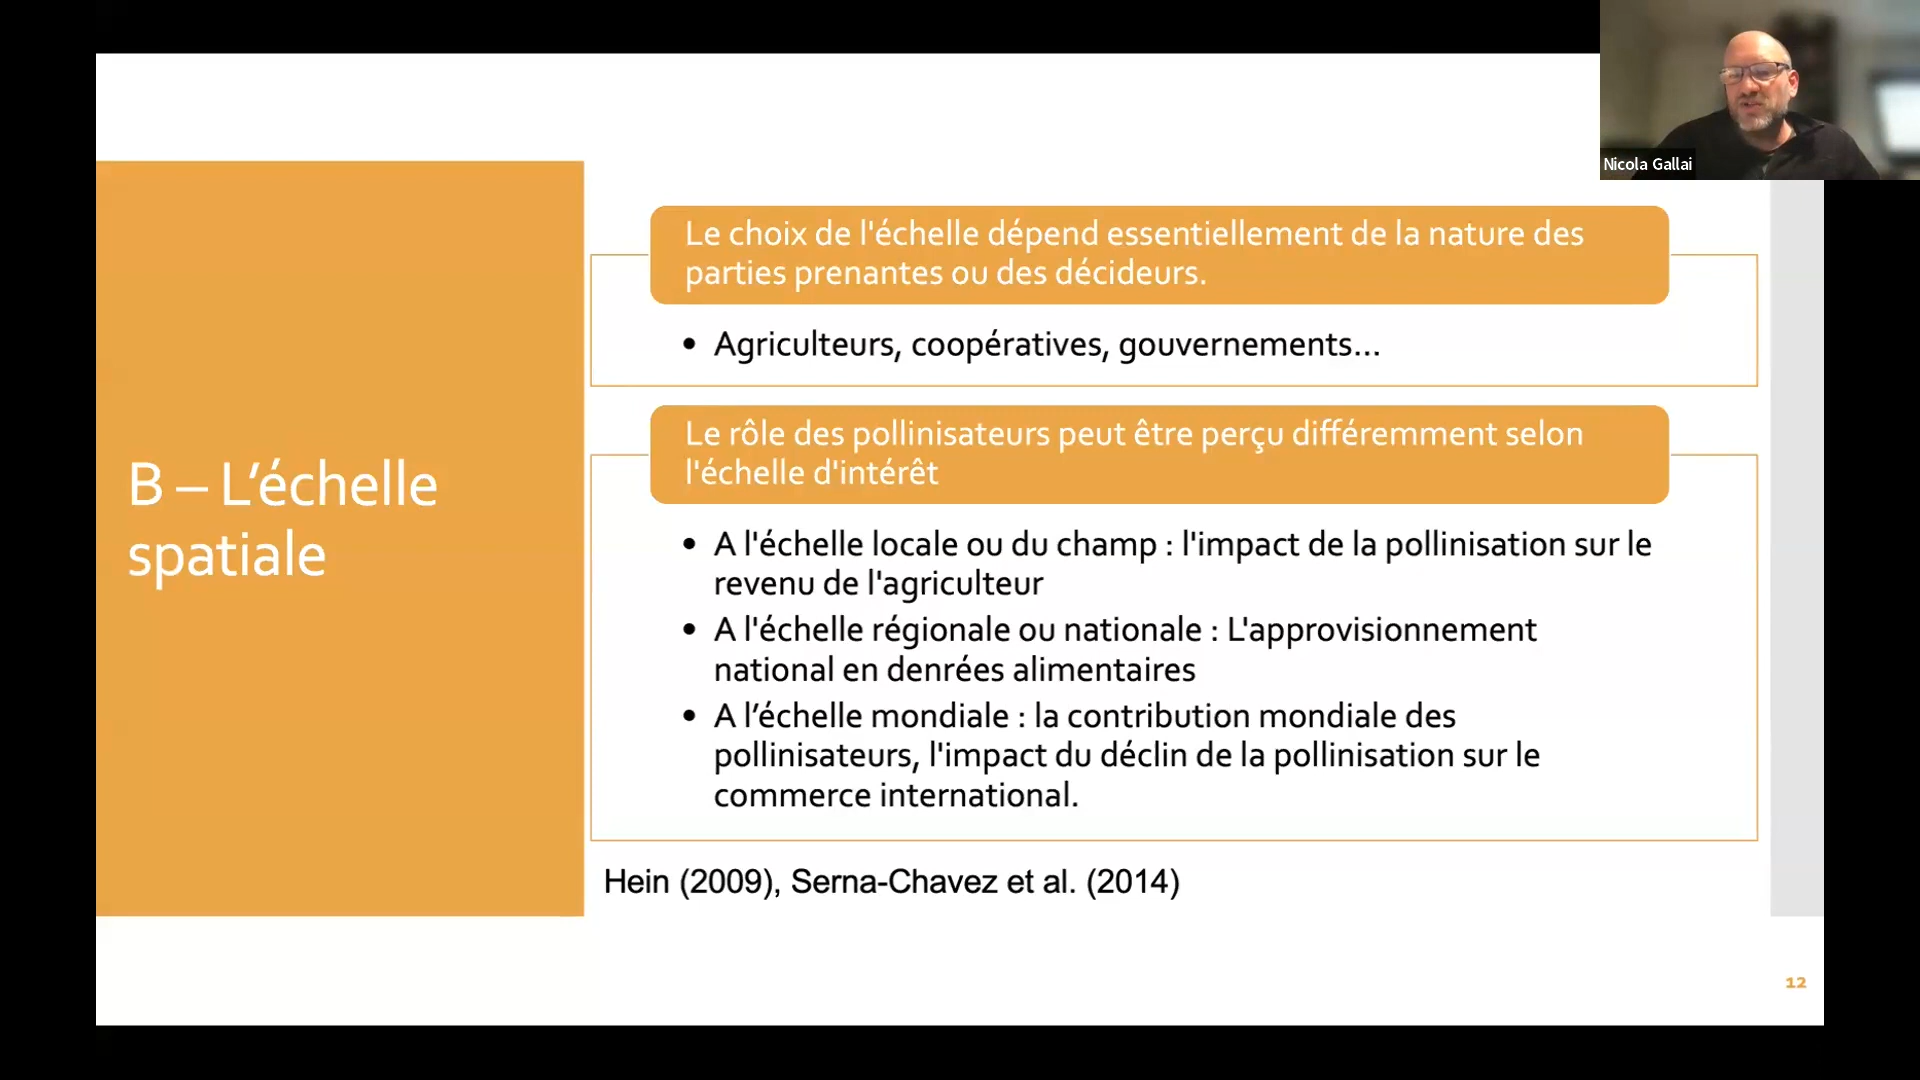 Nicola Gallai
B – L’échelle
spatiale
Le choix de l'échelle dépend essentiellement de la nature des
parties prenantes ou des décideurs.
• Agriculteurs, coopératives, gouvernements...
Le rôle des pollinisateurs peut être perçu différemment selon
l'échelle d'intérêt
• A l'échelle locale ou du champ : l'impact de la pollinisation sur le
revenu de l'agriculteur
• A l'échelle régionale ou nationale : L'approvisionnement
national en denrées alimentaires
• A l’échelle mondiale : la contribution mondiale des
pollinisateurs, l'impact du déclin de la pollinisation sur le
commerce international.
Hein (2009), Serna-Chavez et al. (2014)
12